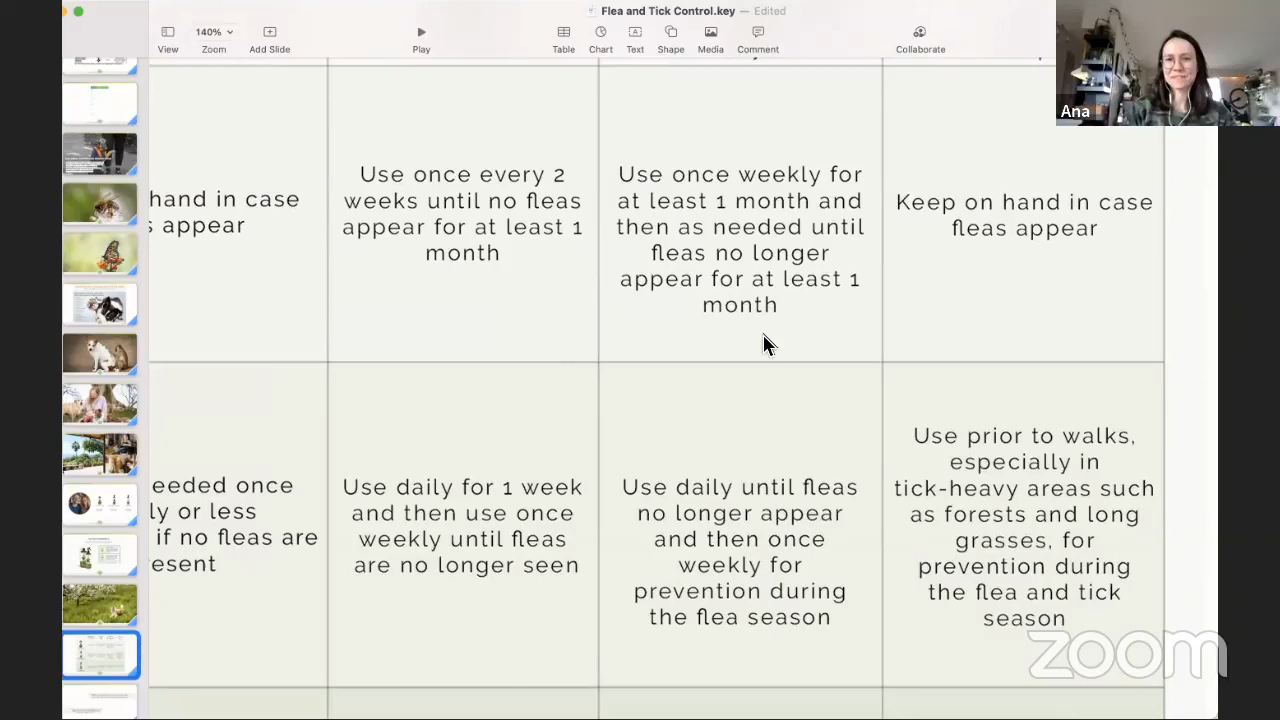 Flea and Tick Control.key — Edited
140%
View
Zoom
Add Slide
Play
Table
Chart
Text
Shape
Media
Comment
Collaborate
Ana
hand in case
appear
Use once every 2
weeks until no fleas
appear for at least 1
month
Use once weekly for
at least 1 month and
then as needed until
fleas no longer
appear for at least 1
month
Keep on hand in case
fleas appear
eeded once
ly or less
if no fleas are
esent
Use daily for 1 week
and then use once
weekly until fleas
are no longer seen
Use daily until fleas
no longer appear
and then once
weekly for
prevention during
the flea season
Use prior to walks,
especially in
tick-heavy areas such
as forests and long
grasses, for
prevention during
the flea and tick
season
zoom